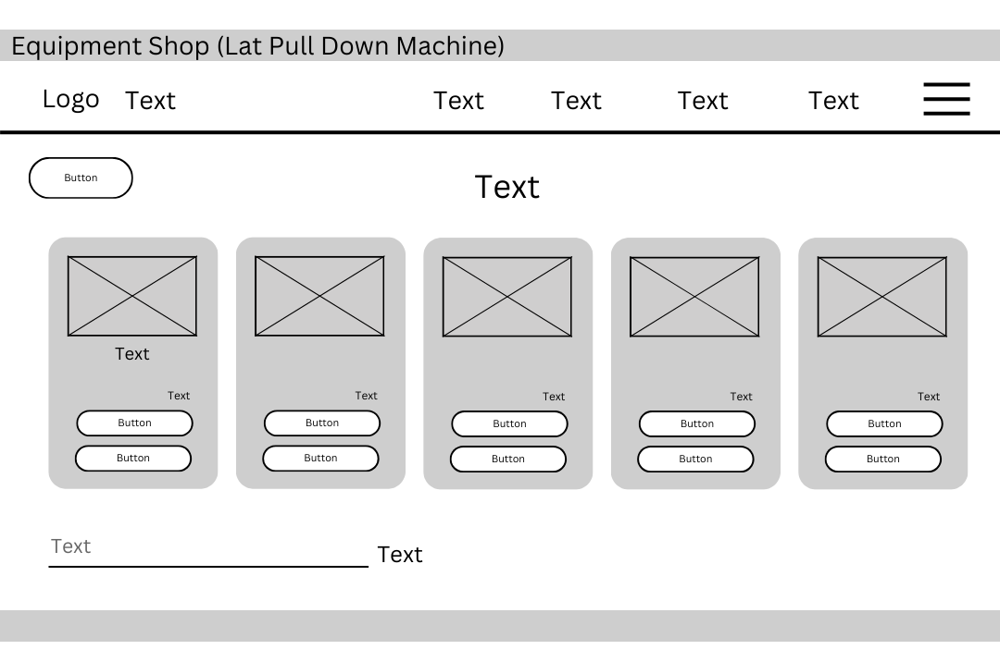 Equipment Shop (Lat Pull Down Machine)
Logo Text Text Text Text Text
Button
Text
Text
Text Text Text Text Text
Button Button Button Button Button
Button Button Button Button Button
Text Text